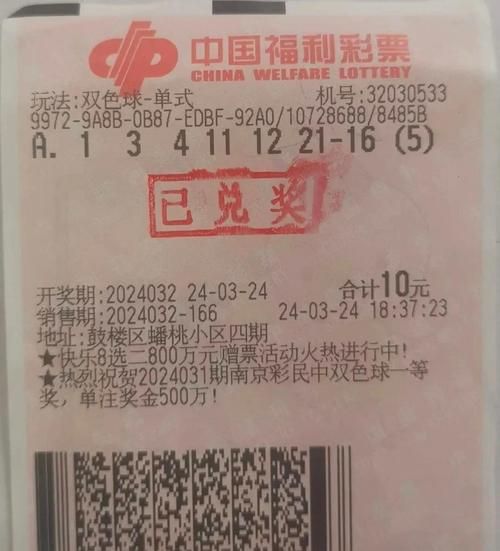 中国福利彩票
CHINA WELFARE LOTTERY
玩法:双色球-单式 机号:32030533
9972-9A8B-0B87-EDBF-92A0/10728688/8485B
A. 1 3 4 11 12 21-16 (5)
已兑奖
开奖期:2024032 24-03-24 合计10元
销售期:2024032-166 24-03-24 18:37:23
地址:鼓楼区蟠桃小区四期
★快乐8选二800万元赠票活动火热进行中!
★热烈祝贺2024031期南京彩民中双色球一等
奖,单注奖金500万!